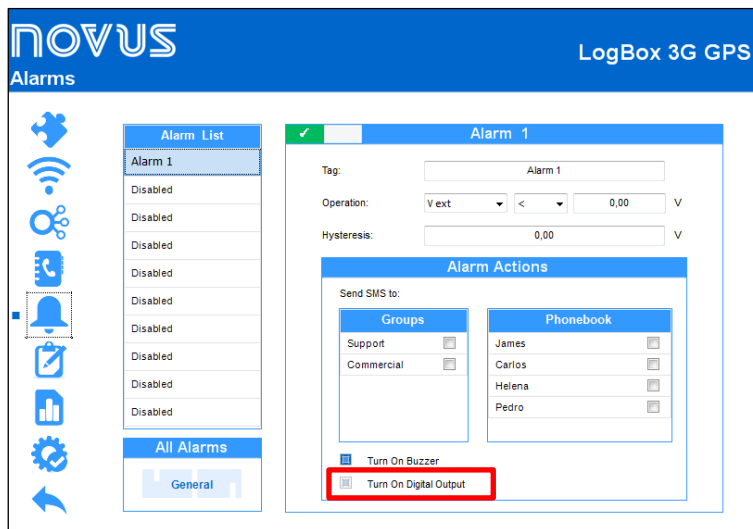 NOVUS
LogBox 3G GPS
Alarms
Alarm List
Alarm 1
Disabled
Disabled
Disabled
Disabled
Disabled
Disabled
Disabled
Disabled
Disabled
All Alarms
General
Alarm 1
Tag: Alarm 1
Operation: V ext < 0,00 V
Hysteresis: 0,00 V
Alarm Actions
Send SMS to:
Groups
Support
Commercial
Phonebook
James
Carlos
Helena
Pedro
Turn On Buzzer
Turn On Digital Output